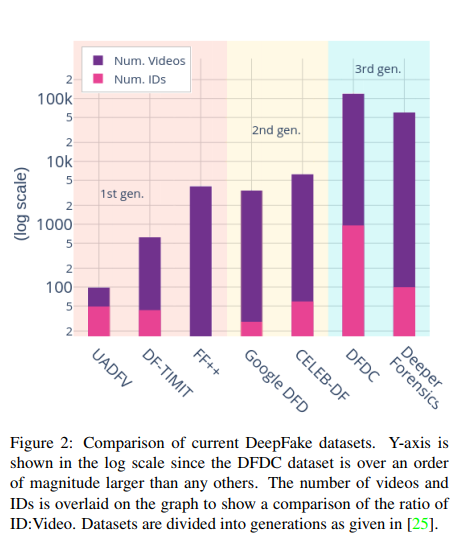 Num. Videos
Num. IDs
2
100k
5
2
10k
5
2
1000
5
2
100
5
2
(log scale)
1st gen.
2nd gen.
3rd gen.
UADFV
DF-TIMIT
FF++
Google DFD
CELEB-DF
DFDC
Deeper
Forensics
Figure 2: Comparison of current DeepFake datasets. Y-axis is
shown in the log scale since the DFDC dataset is over an order
of magnitude larger than any others. The number of videos and
IDs is overlaid on the graph to show a comparison of the ratio of
ID:Video. Datasets are divided into generations as given in [25].